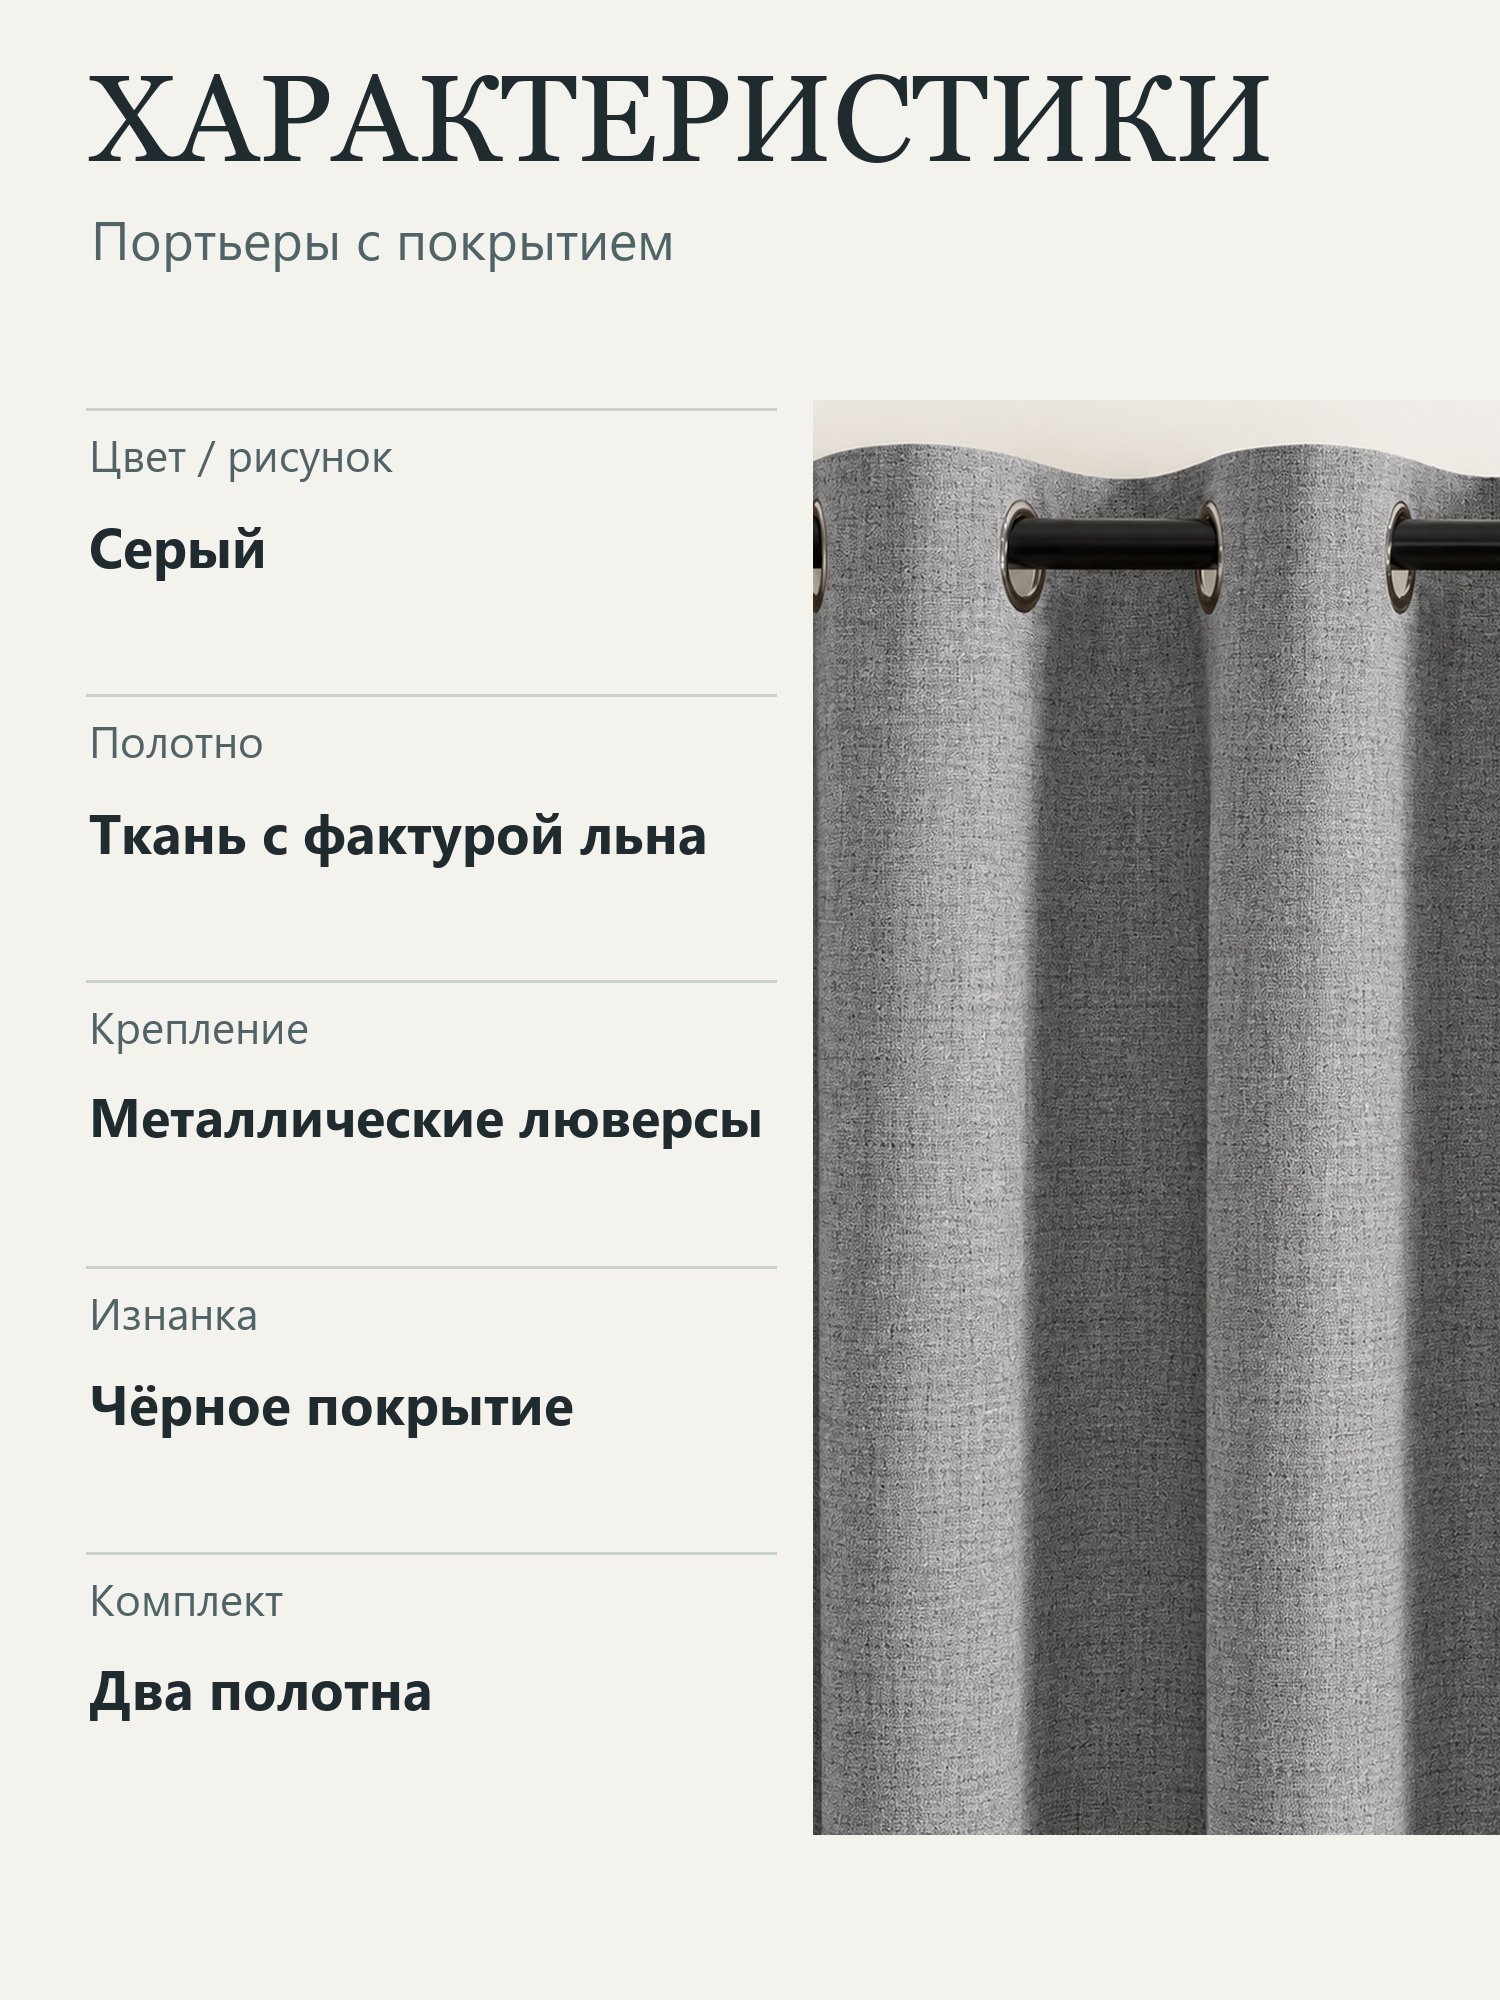 ХАРАКТЕРИСТИКИ
Портьеры с покрытием
Цвет / рисунок
Серый
Полотно
Ткань с фактурой льна
Крепление
Металлические люверсы
Изнанка
Чёрное покрытие
Комплект
Два полотна